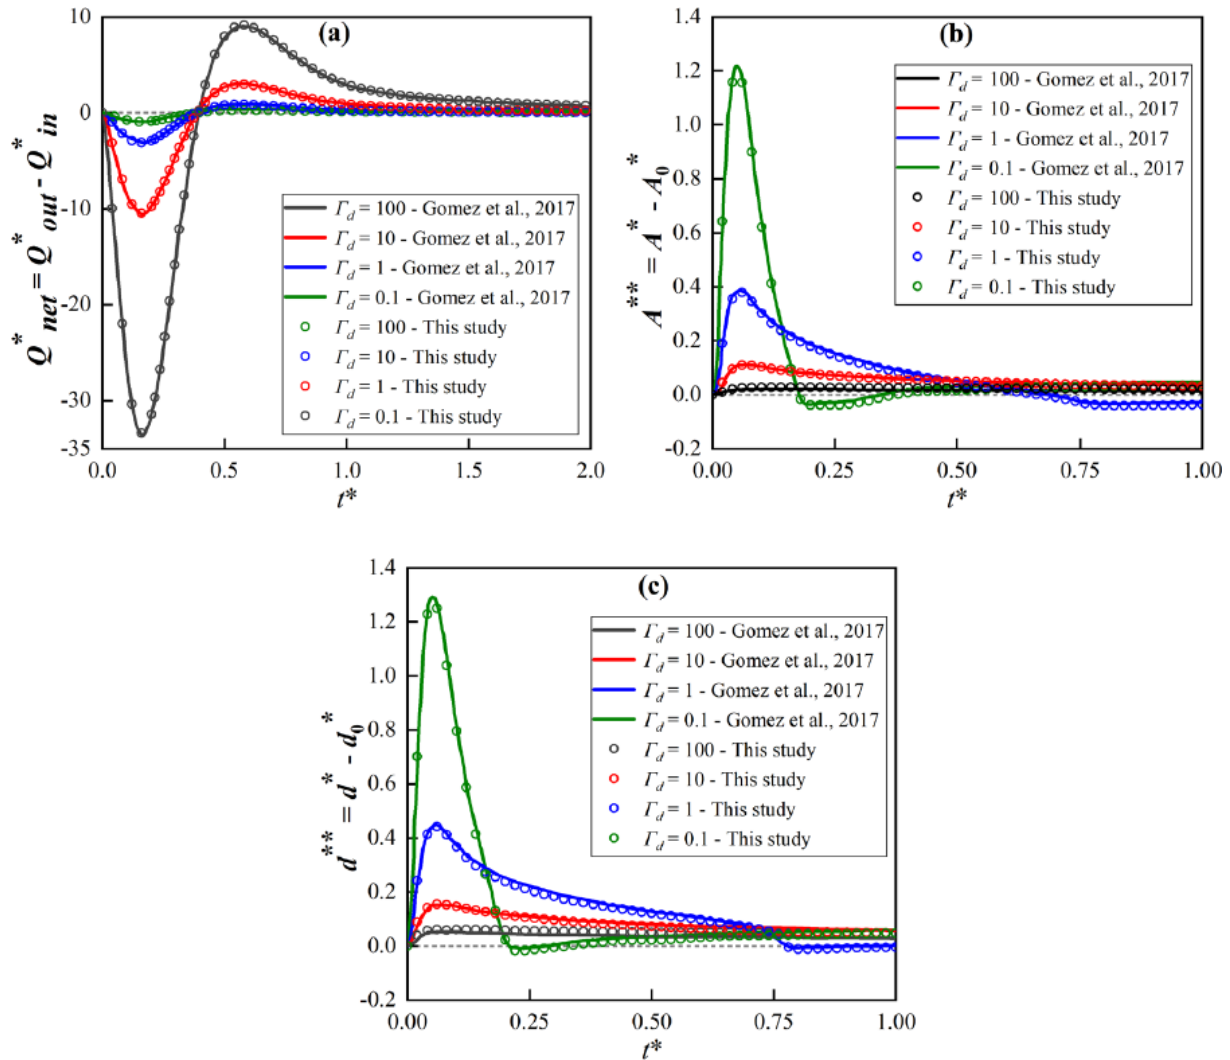 (a)
10
0
-10
-20
-30
-35
Q*net = Q*out - Q*in
Γd = 100 - Gomez et al., 2017
Γd = 10 - Gomez et al., 2017
Γd = 1 - Gomez et al., 2017
Γd = 0.1 - Gomez et al., 2017
Γd = 100 - This study
Γd = 10 - This study
Γd = 1 - This study
Γd = 0.1 - This study
0.0 0.5 1.0 1.5 2.0
t*
(b)
1.4
1.2
1.0
0.8
0.6
0.4
0.2
0.0
-0.2
A** = A* - A0*
Γd = 100 - Gomez et al., 2017
Γd = 10 - Gomez et al., 2017
Γd = 1 - Gomez et al., 2017
Γd = 0.1 - Gomez et al., 2017
Γd = 100 - This study
Γd = 10 - This study
Γd = 1 - This study
Γd = 0.1 - This study
0.00 0.25 0.50 0.75 1.00
t*
(c)
1.4
1.2
1.0
0.8
0.6
0.4
0.2
0.0
-0.2
d** = d* - d0*
Γd = 100 - Gomez et al., 2017
Γd = 10 - Gomez et al., 2017
Γd = 1 - Gomez et al., 2017
Γd = 0.1 - Gomez et al., 2017
Γd = 100 - This study
Γd = 10 - This study
Γd = 1 - This study
Γd = 0.1 - This study
0.00 0.25 0.50 0.75 1.00
t*